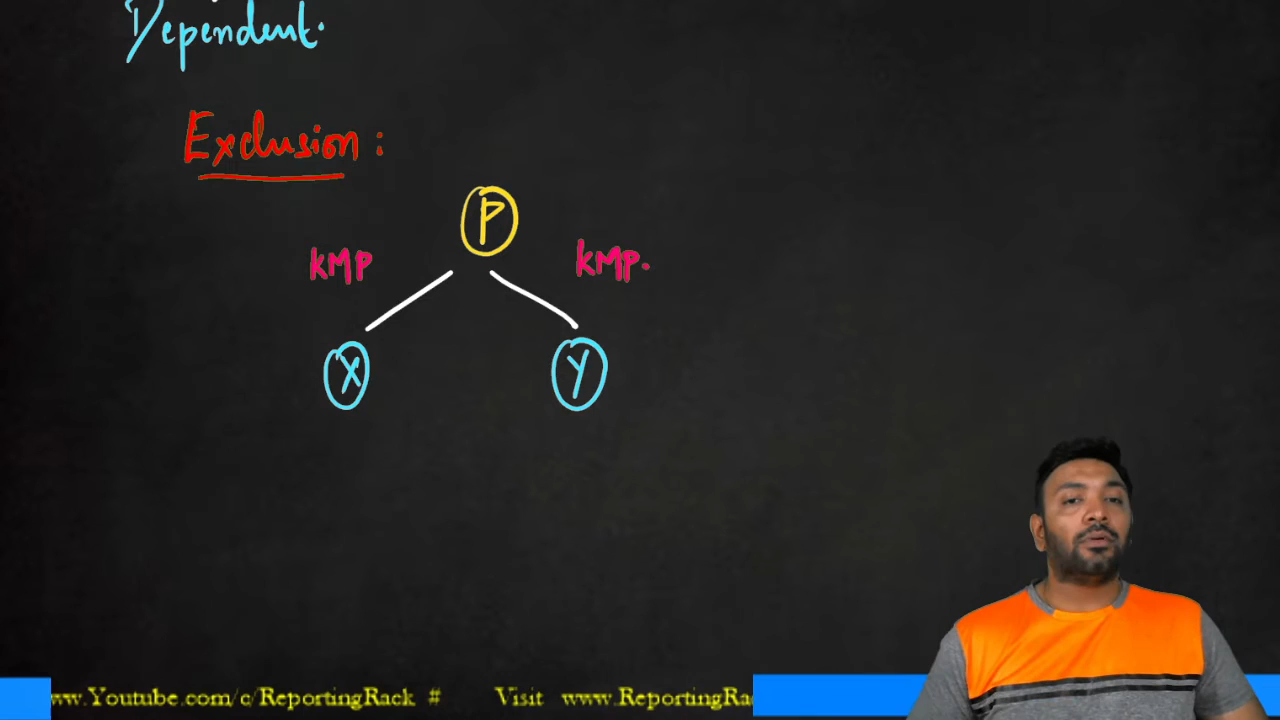 Dependent.
Exclusion :
P
kMP kMP.
X Y
ww.Youtube.com/c/ReportingRack # Visit www.ReportingRa